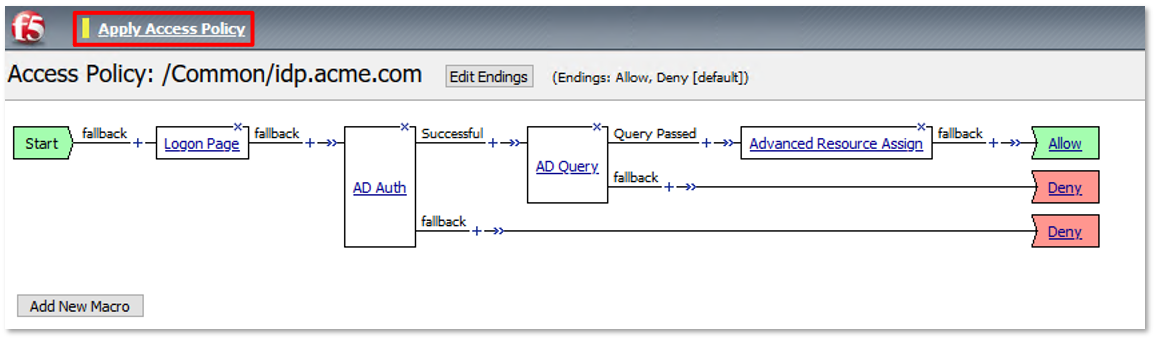 f5 Apply Access Policy
Access Policy: /Common/idp.acme.com Edit Endings (Endings: Allow, Deny [default])
Start fallback + Logon Page × fallback + AD Auth × Successful + AD Query × Query Passed + Advanced Resource Assign × fallback + Allow
fallback + Deny
fallback + Deny
Add New Macro